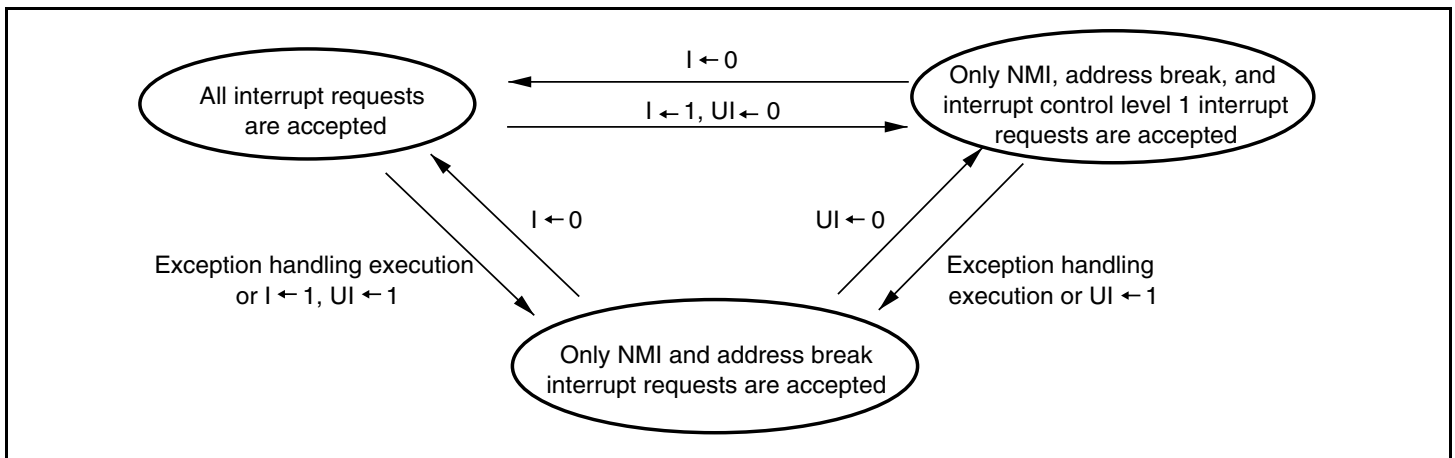 I ← 0
All interrupt requests
are accepted
Only NMI, address break, and
interrupt control level 1 interrupt
requests are accepted
I ← 1, UI ← 0
I ← 0
UI ← 0
Exception handling execution
or I ← 1, UI ← 1
Exception handling
execution or UI ← 1
Only NMI and address break
interrupt requests are accepted